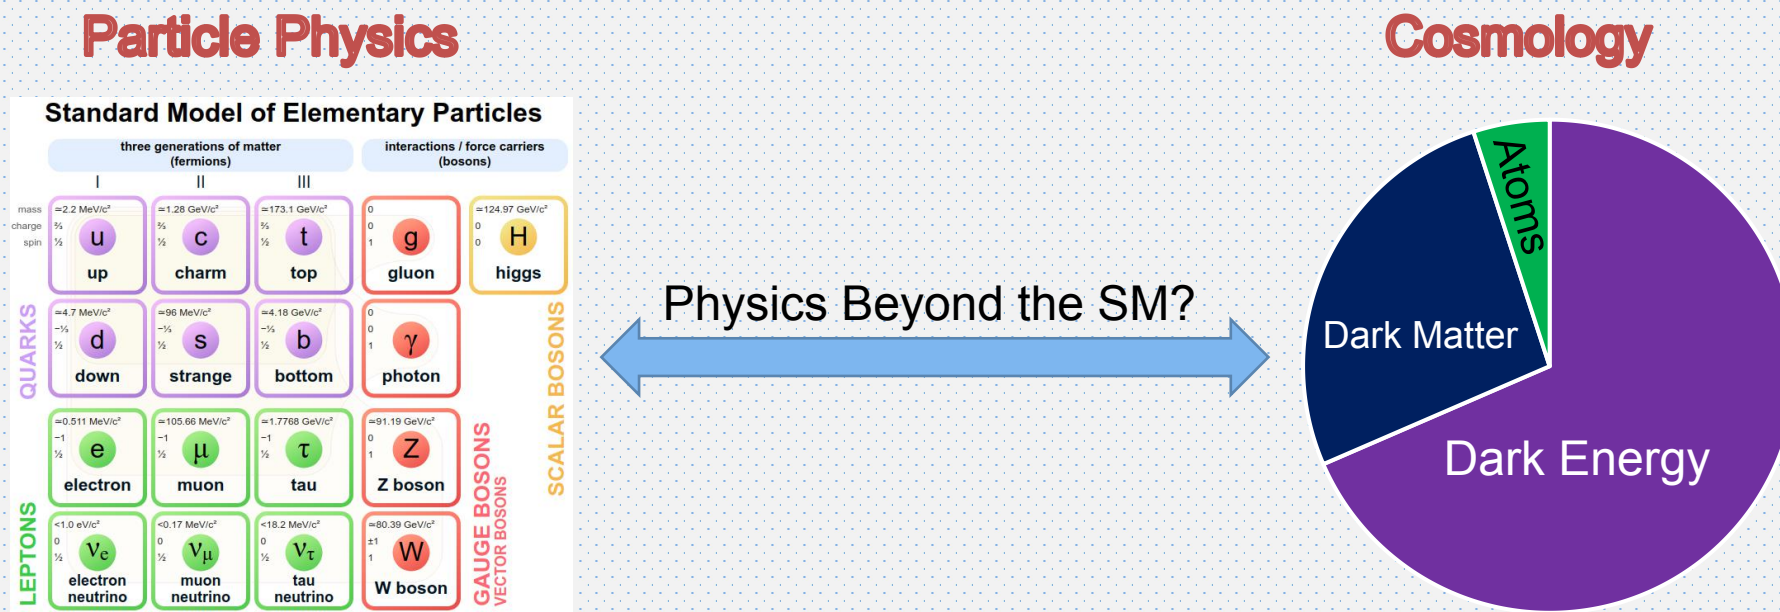 Particle Physics
Cosmology
Standard Model of Elementary Particles
three generations of matter
(fermions)
interactions / force carriers
(bosons)
I II III
mass
charge
spin
≃2.2 MeV/c²
⅔
½
u
up
≃1.28 GeV/c²
⅔
½
c
charm
≃173.1 GeV/c²
⅔
½
t
top
0
0
1
g
gluon
≃124.97 GeV/c²
0
0
H
higgs
QUARKS
≃4.7 MeV/c²
−⅓
½
d
down
≃96 MeV/c²
−⅓
½
s
strange
≃4.18 GeV/c²
−⅓
½
b
bottom
0
0
1
γ
photon
SCALAR BOSONS
LEPTONS
≃0.511 MeV/c²
−1
½
e
electron
≃105.66 MeV/c²
−1
½
μ
muon
≃1.7768 GeV/c²
−1
½
τ
tau
≃91.19 GeV/c²
0
1
Z
Z boson
<1.0 eV/c²
0
½
νe
electron
neutrino
<0.17 MeV/c²
0
½
νμ
muon
neutrino
<18.2 MeV/c²
0
½
ντ
tau
neutrino
≃80.39 GeV/c²
±1
1
W
W boson
GAUGE BOSONS
VECTOR BOSONS
Physics Beyond the SM?
Atoms
Dark Matter
Dark Energy